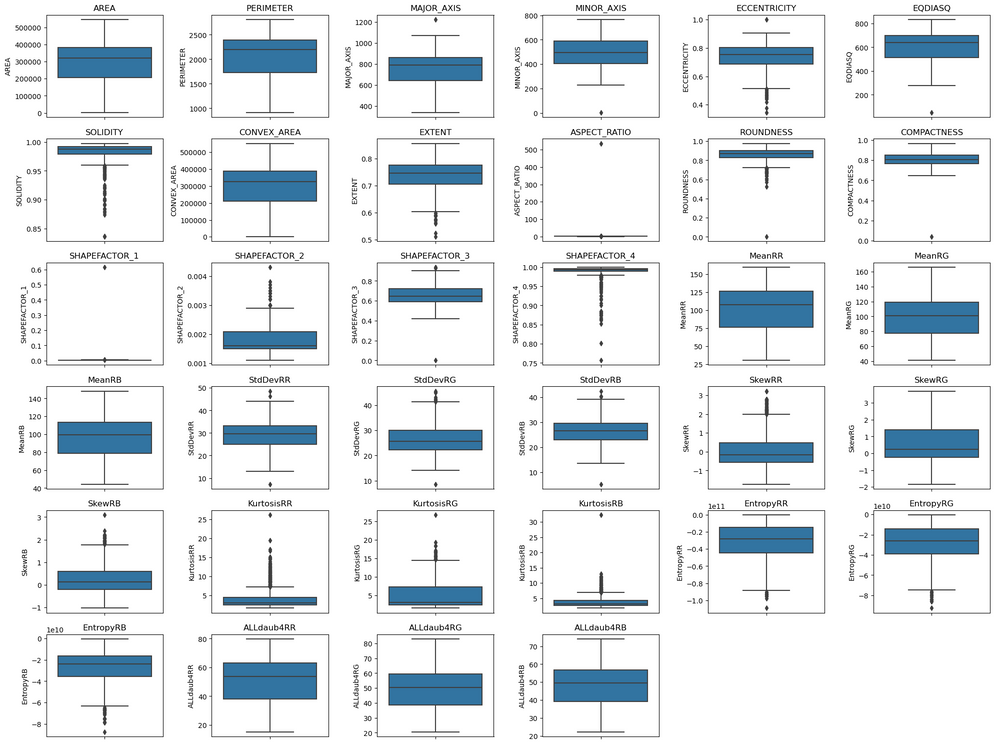 AREA PERIMETER MAJOR_AXIS MINOR_AXIS ECCENTRICITY EQDIASQ
AREA 500000 400000 300000 200000 100000 0
PERIMETER 2500 2000 1500 1000
MAJOR_AXIS 1200 1000 800 600 400
MINOR_AXIS 800 600 400 200 0
ECCENTRICITY 1.0 0.8 0.6 0.4
EQDIASQ 800 600 400 200
SOLIDITY CONVEX_AREA EXTENT ASPECT_RATIO ROUNDNESS COMPACTNESS
SOLIDITY 1.00 0.95 0.90 0.85
CONVEX_AREA 500000 400000 300000 200000 100000 0
EXTENT 0.8 0.7 0.6 0.5
ASPECT_RATIO 500 400 300 200 100 0
ROUNDNESS 1.0 0.8 0.6 0.4 0.2 0.0
COMPACTNESS 1.0 0.8 0.6 0.4 0.2 0.0
SHAPEFACTOR_1 SHAPEFACTOR_2 SHAPEFACTOR_3 SHAPEFACTOR_4 MeanRR MeanRG
SHAPEFACTOR_1 0.6 0.5 0.4 0.3 0.2 0.1 0.0
SHAPEFACTOR_2 0.004 0.003 0.002 0.001
SHAPEFACTOR_3 0.8 0.6 0.4 0.2 0.0
SHAPEFACTOR_4 1.00 0.95 0.90 0.85 0.80 0.75
MeanRR 150 125 100 75 50 25
MeanRG 160 140 120 100 80 60 40
MeanRB StdDevRR StdDevRG StdDevRB SkewRR SkewRG
MeanRB 140 120 100 80 60 40
StdDevRR 50 40 30 20 10
StdDevRG 40 30 20 10
StdDevRB 40 30 20 10
SkewRR 3 2 1 0 −1
SkewRG 3 2 1 0 −1 −2
SkewRB KurtosisRR KurtosisRG KurtosisRB EntropyRR EntropyRG
SkewRB 3 2 1 0 −1
KurtosisRR 25 20 15 10 5
KurtosisRG 25 20 15 10 5
KurtosisRB 30 25 20 15 10 5
EntropyRR 1e11 0.0 −0.2 −0.4 −0.6 −0.8 −1.0
EntropyRG 1e10 0 −2 −4 −6 −8
EntropyRB ALLdaub4RR ALLdaub4RG ALLdaub4RB
EntropyRB 1e10 0 −2 −4 −6 −8
ALLdaub4RR 80 60 40 20
ALLdaub4RG 80 70 60 50 40 30 20
ALLdaub4RB 70 60 50 40 30 20